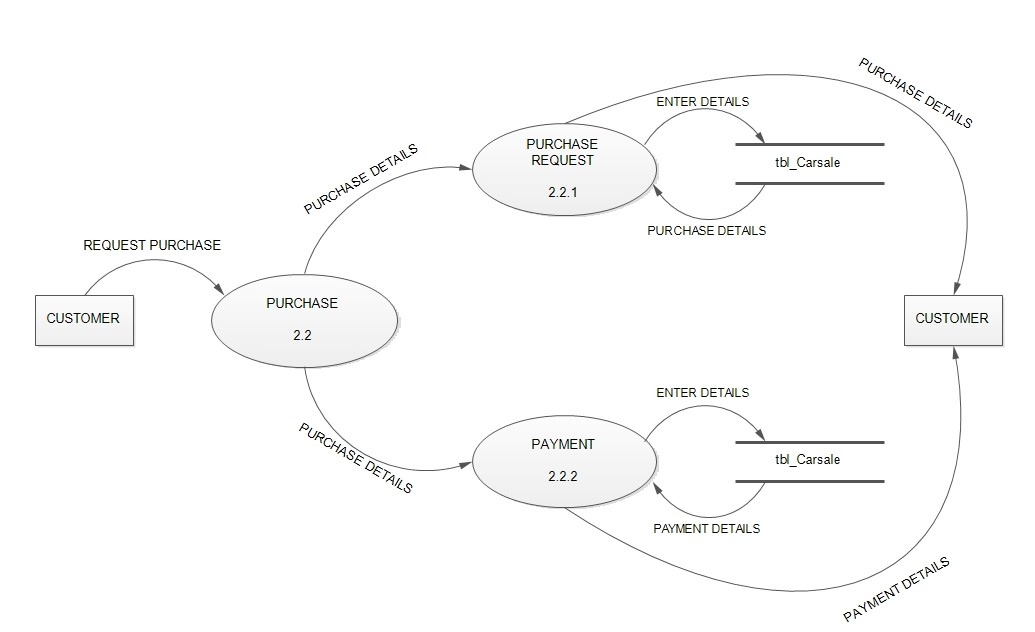 PURCHASE DETAILS
ENTER DETAILS
PURCHASE
REQUEST
2.2.1
tbl_Carsale
PURCHASE DETAILS
PURCHASE DETAILS
REQUEST PURCHASE
CUSTOMER
PURCHASE
2.2
CUSTOMER
ENTER DETAILS
PURCHASE DETAILS
PAYMENT
2.2.2
tbl_Carsale
PAYMENT DETAILS
PAYMENT DETAILS